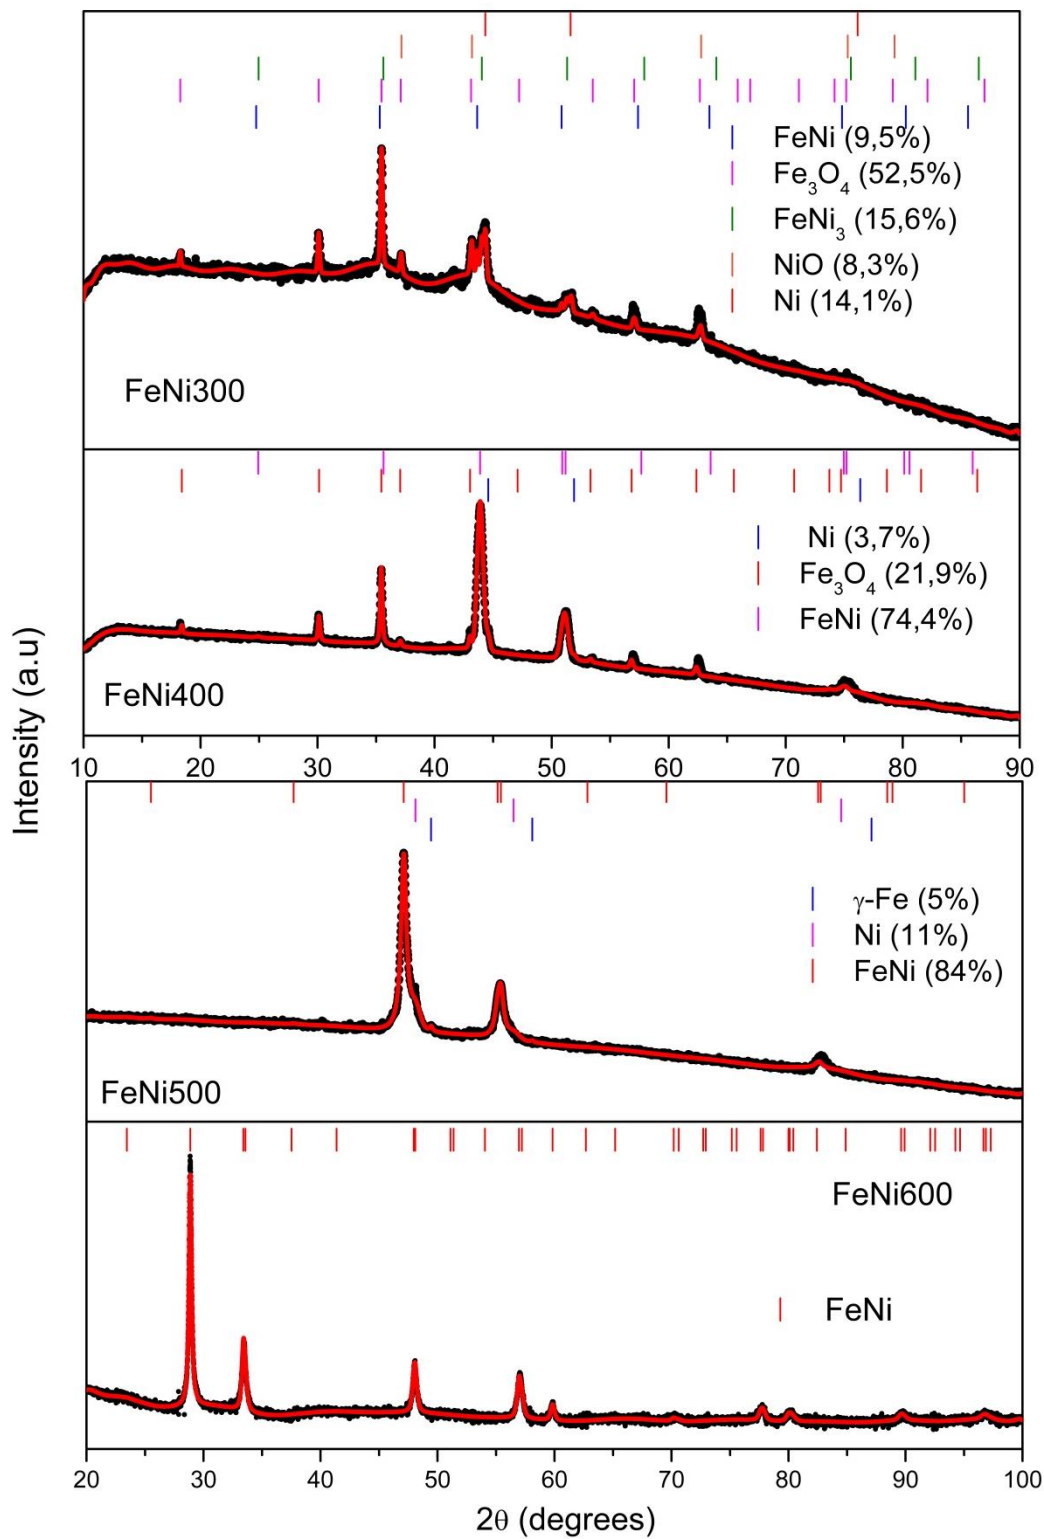 FeNi (9,5%)
Fe₃O₄ (52,5%)
FeNi₃ (15,6%)
NiO (8,3%)
Ni (14,1%)
FeNi300
Ni (3,7%)
Fe₃O₄ (21,9%)
FeNi (74,4%)
FeNi400
10 20 30 40 50 60 70 80 90
Intensity (a.u)
γ-Fe (5%)
Ni (11%)
FeNi (84%)
FeNi500
FeNi600
FeNi
20 30 40 50 60 70 80 90 100
2θ (degrees)